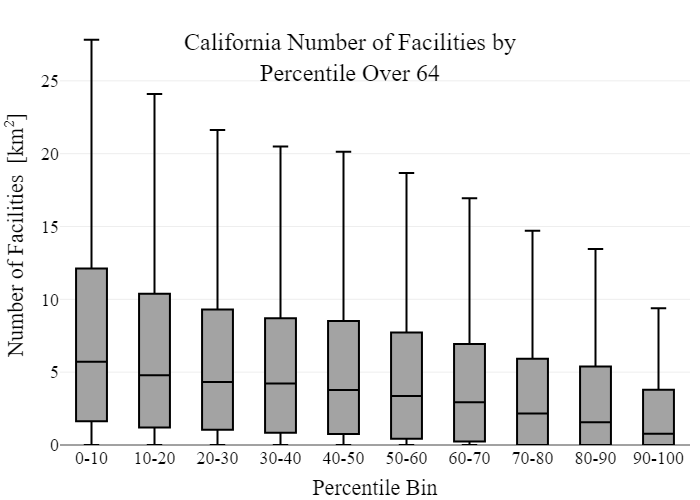 California Number of Facilities by
Percentile Over 64
Number of Facilities [km²]
25
20
15
10
5
0
0-10 10-20 20-30 30-40 40-50 50-60 60-70 70-80 80-90 90-100
Percentile Bin